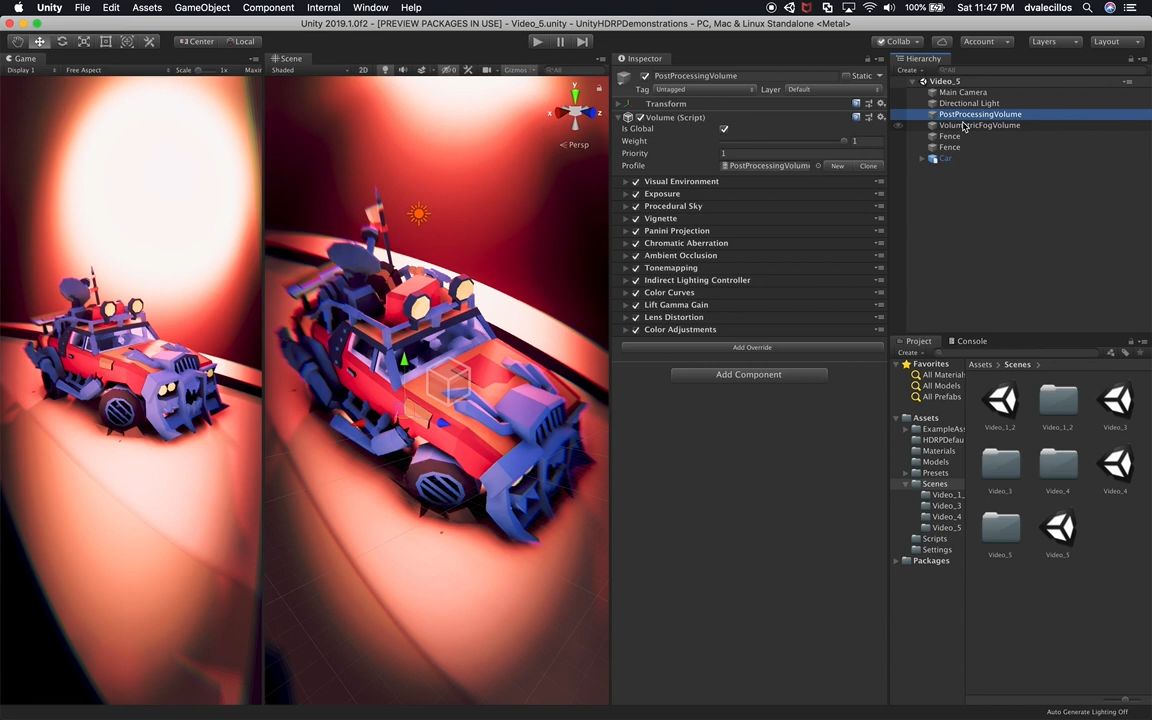 Unity File Edit Assets GameObject Component Internal Window Help 100% Sat 11:47 PM dvalecillos
Unity 2019.1.0f2 - [PREVIEW PACKAGES IN USE] - Video_5.unity - UnityHDRPDemonstrations - PC, Mac & Linux Standalone <Metal>
Center Local Collab Account Layers Layout
Game
Display 1 Free Aspect Scale 1x Maxir
Scene
Shaded 2D 0 Gizmos All
y
x
z
Persp
Inspector
PostProcessingVolume Static
Tag Untagged Layer Default
Transform
Volume (Script)
Is Global
Weight 1
Priority 1
Profile PostProcessingVolum New Clone
Visual Environment
Exposure
Procedural Sky
Vignette
Panini Projection
Chromatic Aberration
Ambient Occlusion
Tonemapping
Indirect Lighting Controller
Color Curves
Lift Gamma Gain
Lens Distortion
Color Adjustments
Add Override
Add Component
Hierarchy
Create All
Video_5
Main Camera
Directional Light
PostProcessingVolume
VolumetricFogVolume
Fence
Fence
Car
Project Console
Create
Favorites
All Material
All Models
All Prefabs
Assets
ExampleAss
HDRPDefau
Materials
Models
Presets
Scenes
Video_1_
Video_3
Video_4
Video_5
Scripts
Settings
Packages
Assets Scenes
Video_1_2 Video_1_2 Video_3
Video_3 Video_4 Video_4
Video_5 Video_5
Auto Generate Lighting Off